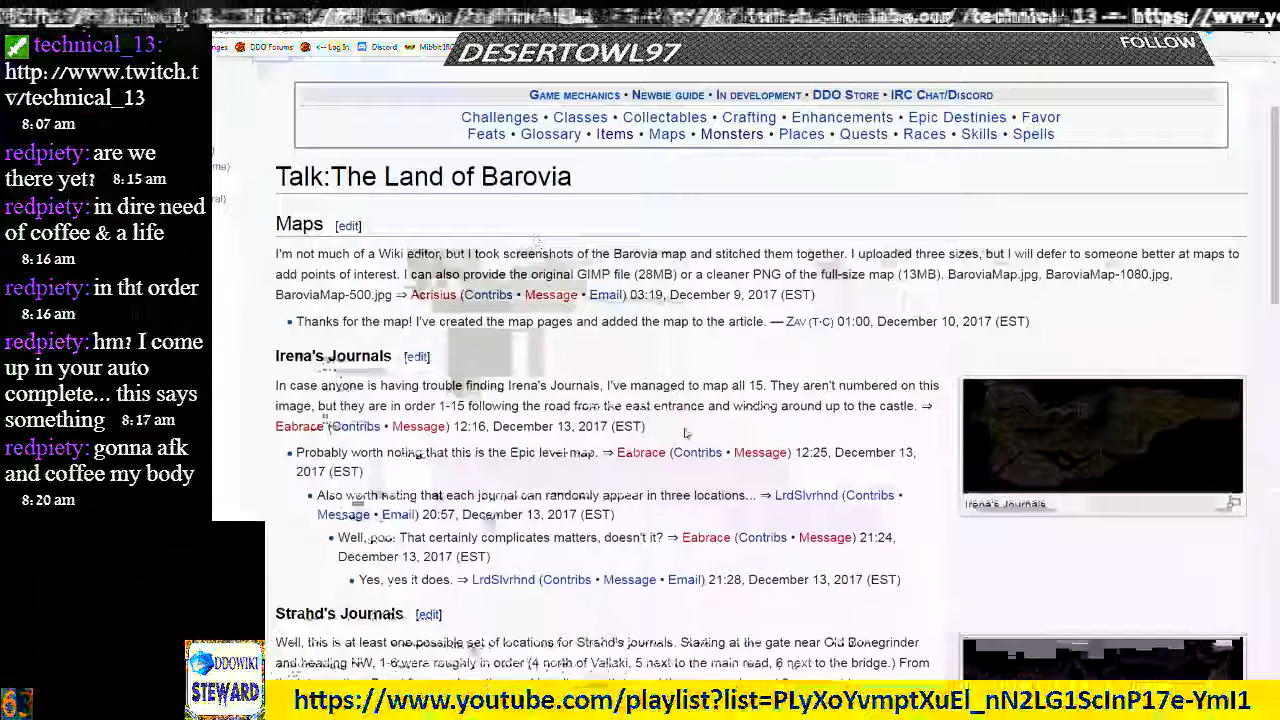 technical_13 — https://www.y
technical_13:
http://www.twitch.t
v/technical_13
8:07 am
redpiety: are we
there yet? 8:15 am
redpiety: in dire need
of coffee & a life
8:16 am
redpiety: in tht order
8:16 am
redpiety: hm? I come
up in your auto
complete... this says
something 8:17 am
redpiety: gonna afk
and coffee my body
8:20 am
DDO Forums <-- Log In Discord MibbitIRC
DESERTOWL97
FOLLOW
GAME MECHANICS • NEWBIE GUIDE • IN DEVELOPMENT • DDO STORE • IRC CHAT/DISCORD
Challenges • Classes • Collectables • Crafting • Enhancements • Epic Destinies • Favor
Feats • Glossary • Items • Maps • Monsters • Places • Quests • Races • Skills • Spells
Talk:The Land of Barovia
Maps [edit]
I'm not much of a Wiki editor, but I took screenshots of the Barovia map and stitched them together. I uploaded three sizes, but I will defer to someone better at maps to
add points of interest. I can also provide the original GIMP file (28MB) or a cleaner PNG of the full-size map (13MB). BaroviaMap.jpg, BaroviaMap-1080.jpg,
BaroviaMap-500.jpg ⇒ Acrisius (Contribs • Message • Email) 03:19, December 9, 2017 (EST)
• Thanks for the map! I've created the map pages and added the map to the article. — ZAV (T·C) 01:00, December 10, 2017 (EST)
Irena's Journals [edit]
In case anyone is having trouble finding Irena's Journals, I've managed to map all 15. They aren't numbered on this
image, but they are in order 1-15 following the road from the east entrance and winding around up to the castle. ⇒
Eabrace (Contribs • Message) 12:16, December 13, 2017 (EST)
• Probably worth noting that this is the Epic level map. ⇒ Eabrace (Contribs • Message) 12:25, December 13,
2017 (EST)
• Also worth noting that each journal can randomly appear in three locations... ⇒ LrdSlvrhnd (Contribs •
Message • Email) 20:57, December 13, 2017 (EST)
• Well, poo. That certainly complicates matters, doesn't it? ⇒ Eabrace (Contribs • Message) 21:24,
December 13, 2017 (EST)
• Yes, yes it does. ⇒ LrdSlvrhnd (Contribs • Message • Email) 21:28, December 13, 2017 (EST)
Irena's Journals
Strahd's Journals [edit]
Well, this is at least one possible set of locations for Strahd's journals. Starting at the gate near Old Bonegrinder
and heading NW, 1-6 were roughly in order (4 north of Vallaki, 5 next to the main road, 6 next to the bridge.) From
DDOWIKI
STEWARD
https://www.youtube.com/playlist?list=PLyXoYvmptXuEl_nN2LG1ScInP17e-YmI1